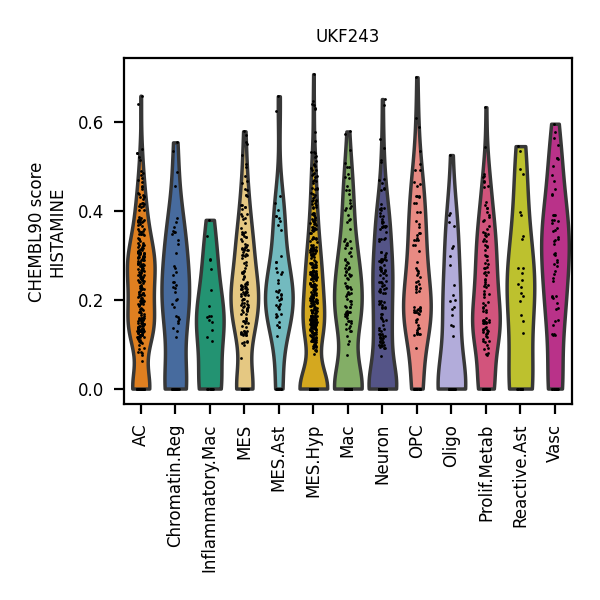 UKF243
CHEMBL90 score
HISTAMINE
0.6
0.4
0.2
0.0
AC
Chromatin.Reg
Inflammatory.Mac
MES
MES.Ast
MES.Hyp
Mac
Neuron
OPC
Oligo
Prolif.Metab
Reactive.Ast
Vasc